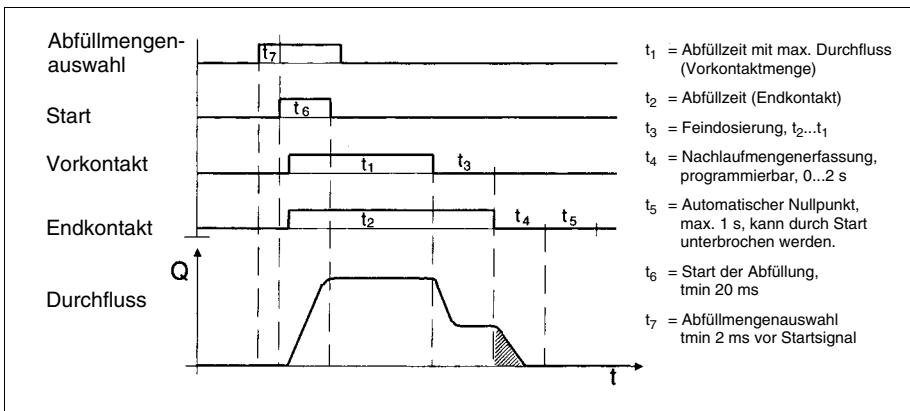 Abfüllmengen-
auswahl
t7
Start
t6
Vorkontakt
t1
t3
Endkontakt
t2
t4
t5
Q
Durchfluss
t
t1 = Abfüllzeit mit max. Durchfluss
(Vorkontaktmenge)
t2 = Abfüllzeit (Endkontakt)
t3 = Feindosierung, t2...t1
t4 = Nachlaufmengenerfassung,
programmierbar, 0...2 s
t5 = Automatischer Nullpunkt,
max. 1 s, kann durch Start
unterbrochen werden.
t6 = Start der Abfüllung,
tmin 20 ms
t7 = Abfüllmengenauswahl
tmin 2 ms vor Startsignal